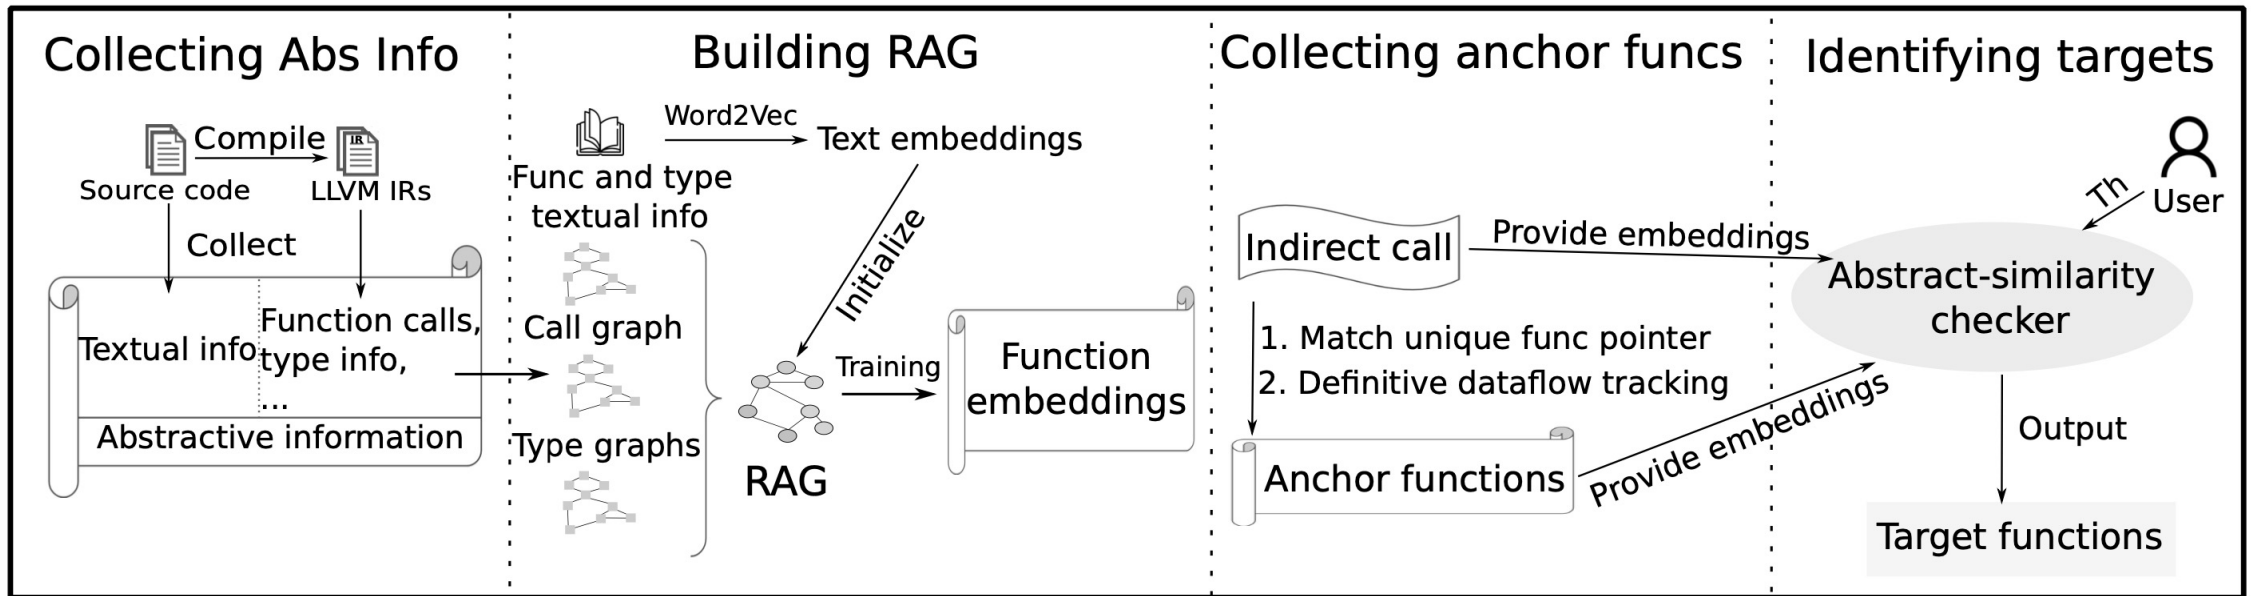 Collecting Abs Info
Compile
IR
Source code
LLVM IRs
Collect
Textual info
Function calls,
type info,
...
Abstractive information
Building RAG
Word2Vec
Text embeddings
Func and type
textual info
Initialize
Call graph
Type graphs
RAG
Training
Function
embeddings
Collecting anchor funcs
Indirect call
Provide embeddings
1. Match unique func pointer
2. Definitive dataflow tracking
Anchor functions
Provide embeddings
Identifying targets
Th
User
Abstract-similarity
checker
Output
Target functions